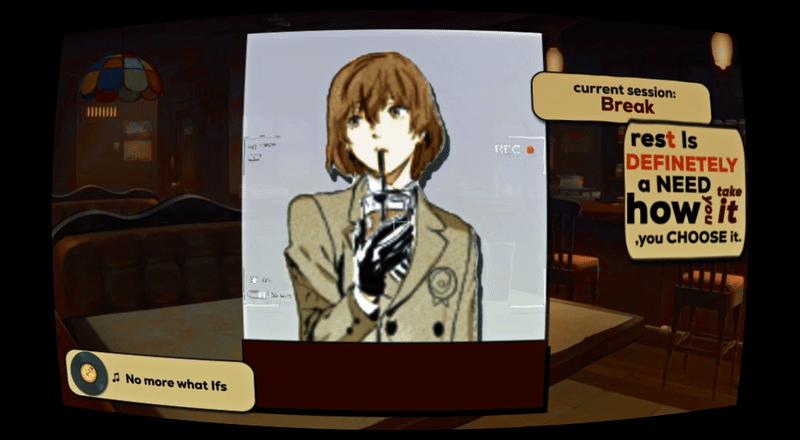 current session:
Break
REC
rest Is
DEFINETELY
a NEED
how you take it
,you CHOOSE it.
♫ No more what Ifs